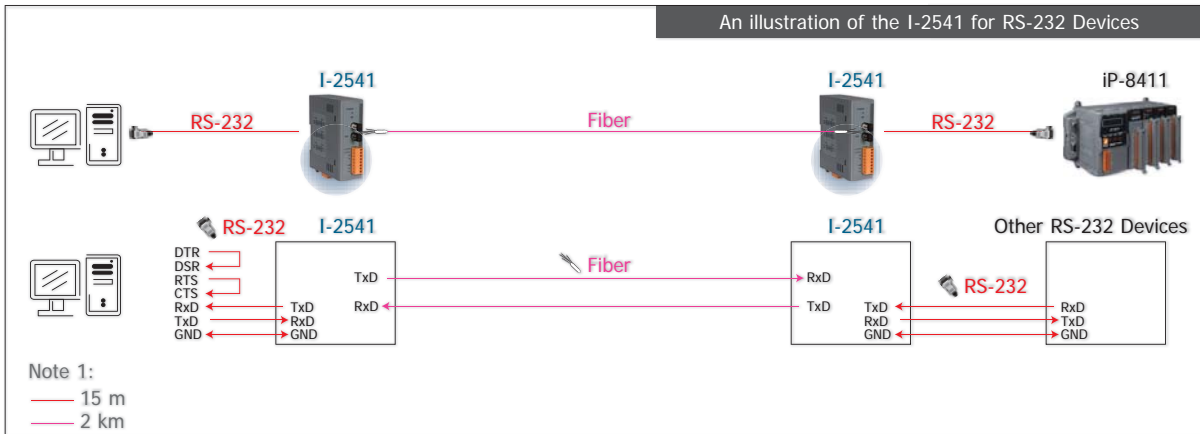 An illustration of the I-2541 for RS-232 Devices
I-2541
I-2541
iP-8411
RS-232
Fiber
RS-232
RS-232
I-2541
I-2541
Other RS-232 Devices
DTR
DSR
RTS
CTS
RxD
TxD
GND
TxD
RxD
GND
TxD
RxD
Fiber
RxD
TxD
TxD
RxD
GND
RS-232
RxD
TxD
GND
Note 1:
15 m
2 km